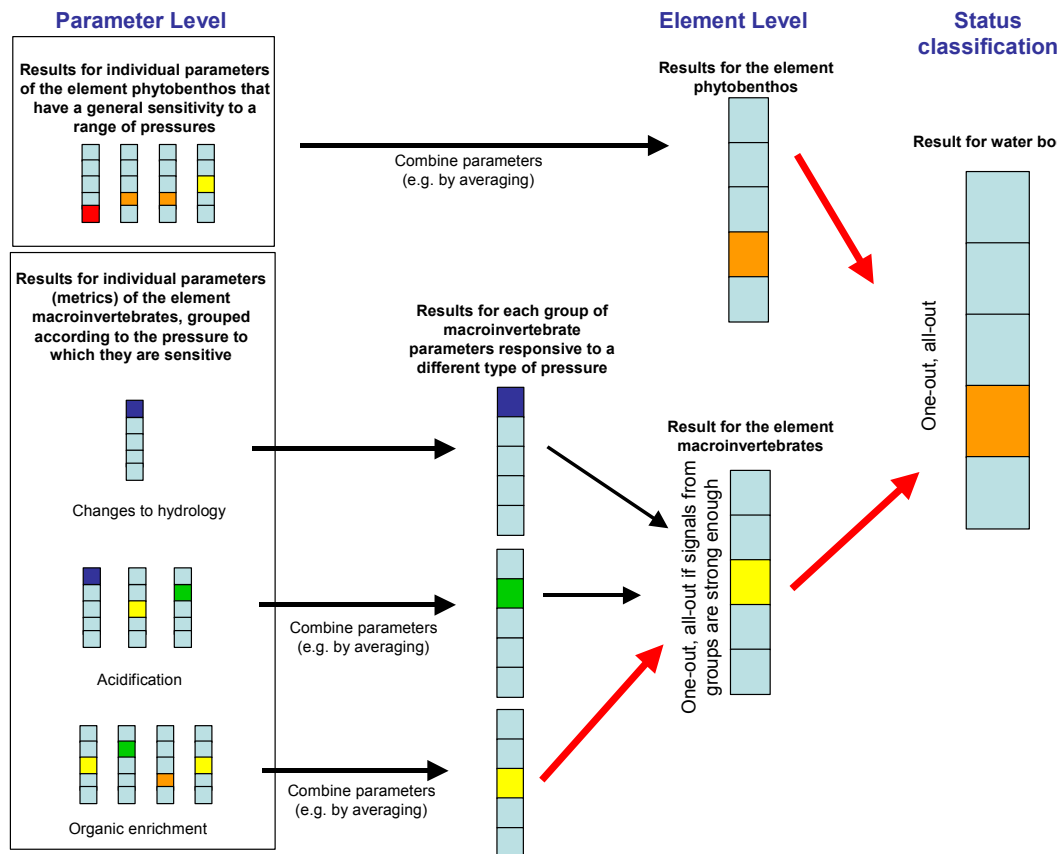 Parameter Level
Element Level
Status
classification
Results for individual parameters
of the element phytobenthos that
have a general sensitivity to a
range of pressures
Combine parameters
(e.g. by averaging)
Results for the element
phytobenthos
Result for water bo
One-out, all-out
Results for individual parameters
(metrics) of the element
macroinvertebrates, grouped
according to the pressure to
which they are sensitive
Changes to hydrology
Acidification
Organic enrichment
Combine parameters
(e.g. by averaging)
Combine parameters
(e.g. by averaging)
Results for each group of
macroinvertebrate
parameters responsive to a
different type of pressure
Result for the element
macroinvertebrates
One-out, all-out if signals from
groups are strong enough